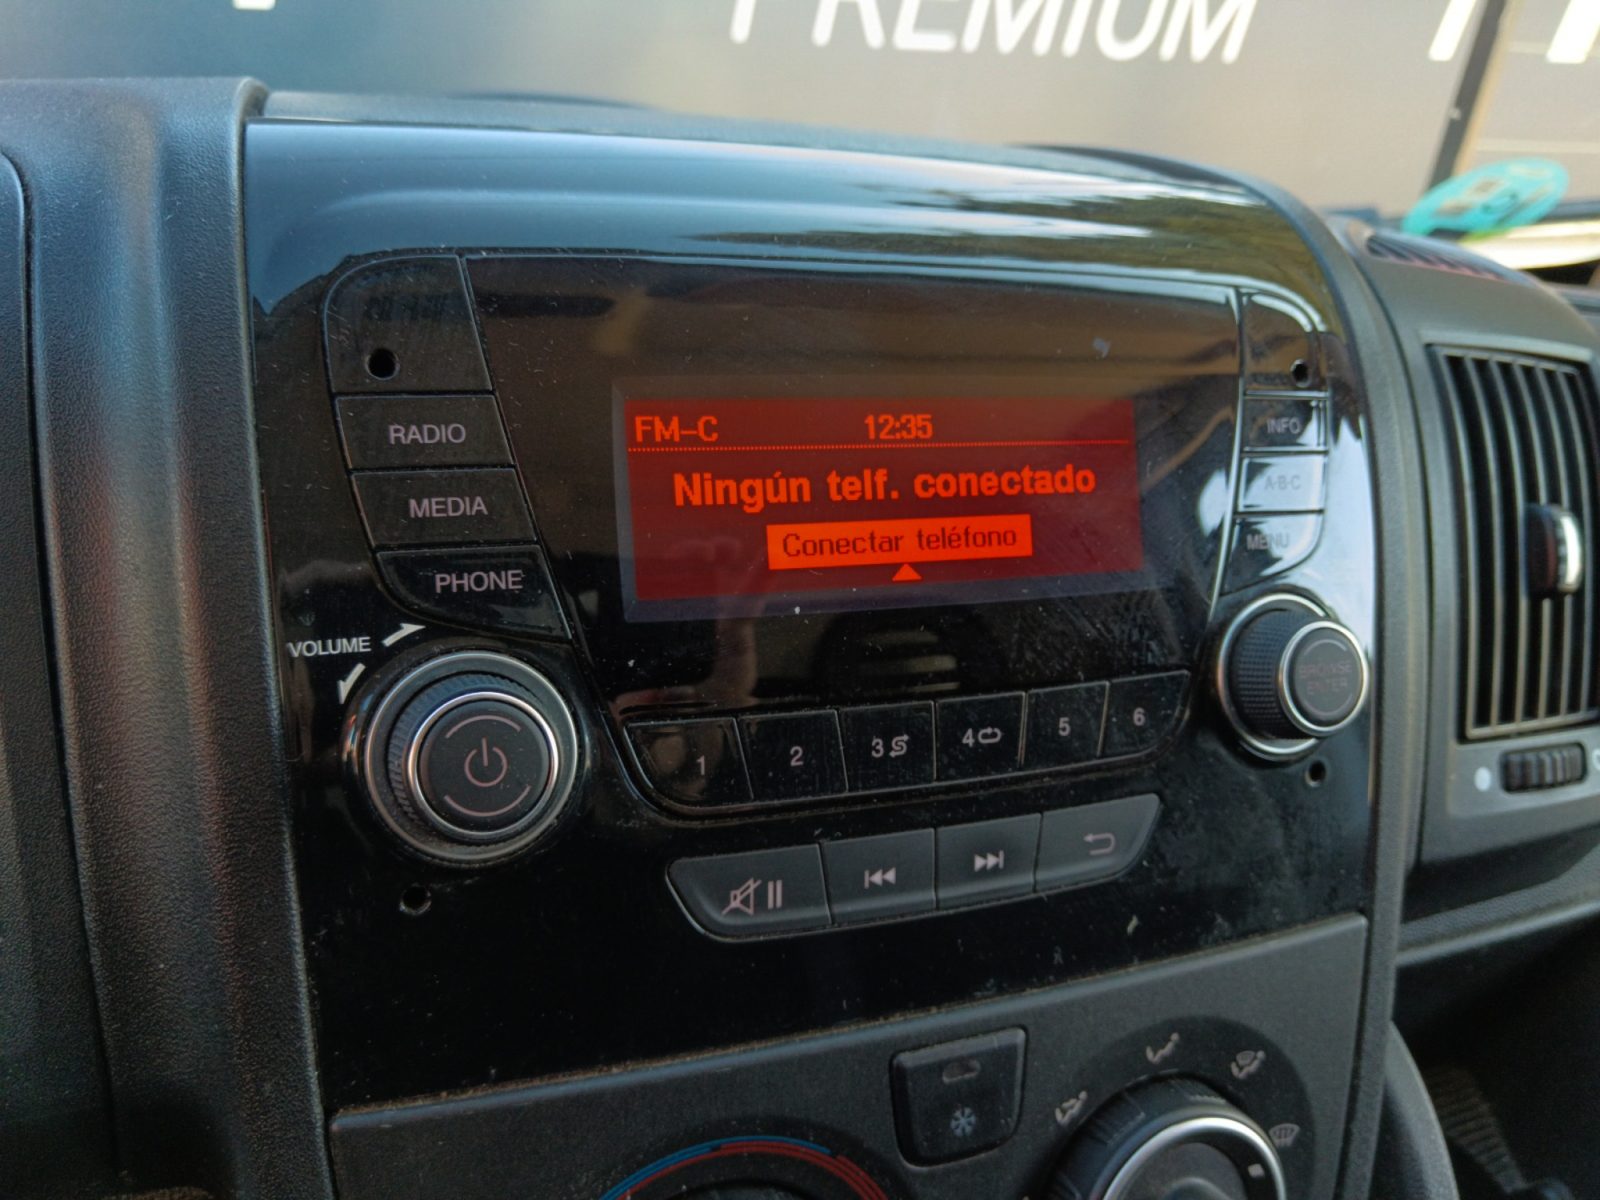 PREMIUM
RADIO
MEDIA
PHONE
VOLUME
FM-C 12:35
Ningún telf. conectado
Conectar teléfono
INFO
A·B·C
MENU
BROWSE
ENTER
1 2 3 4 5 6